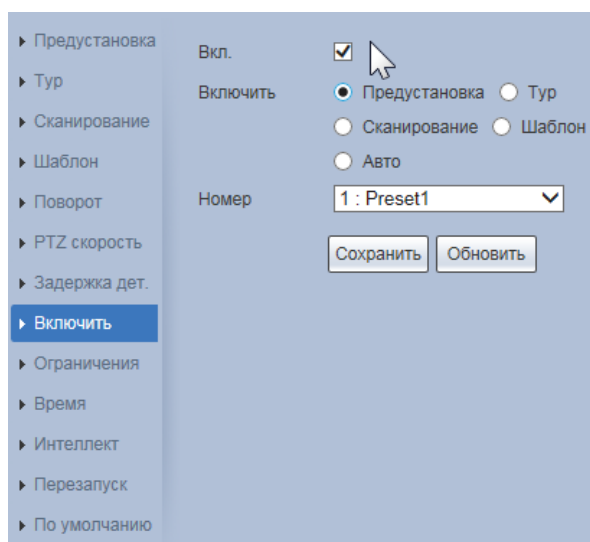 Предустановка
Тур
Сканирование
Шаблон
Поворот
PTZ скорость
Задержка дет.
Включить
Ограничения
Время
Интеллект
Перезапуск
По умолчанию
Вкл.
Включить Предустановка Тур
Сканирование Шаблон
Авто
Номер 1 : Preset1
Сохранить Обновить